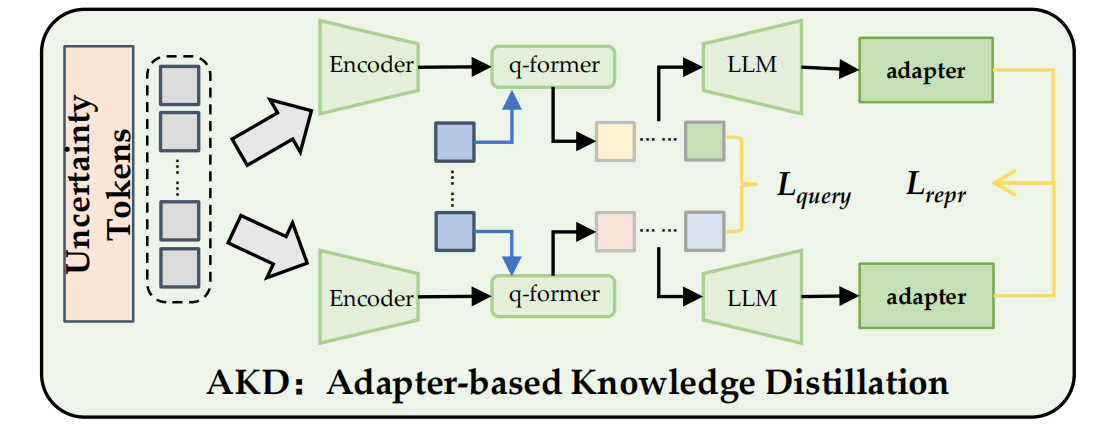 Uncertainty
Tokens
Encoder
q-former
LLM
adapter
L_query
L_repr
Encoder
q-former
LLM
adapter
AKD：Adapter-based Knowledge Distillation